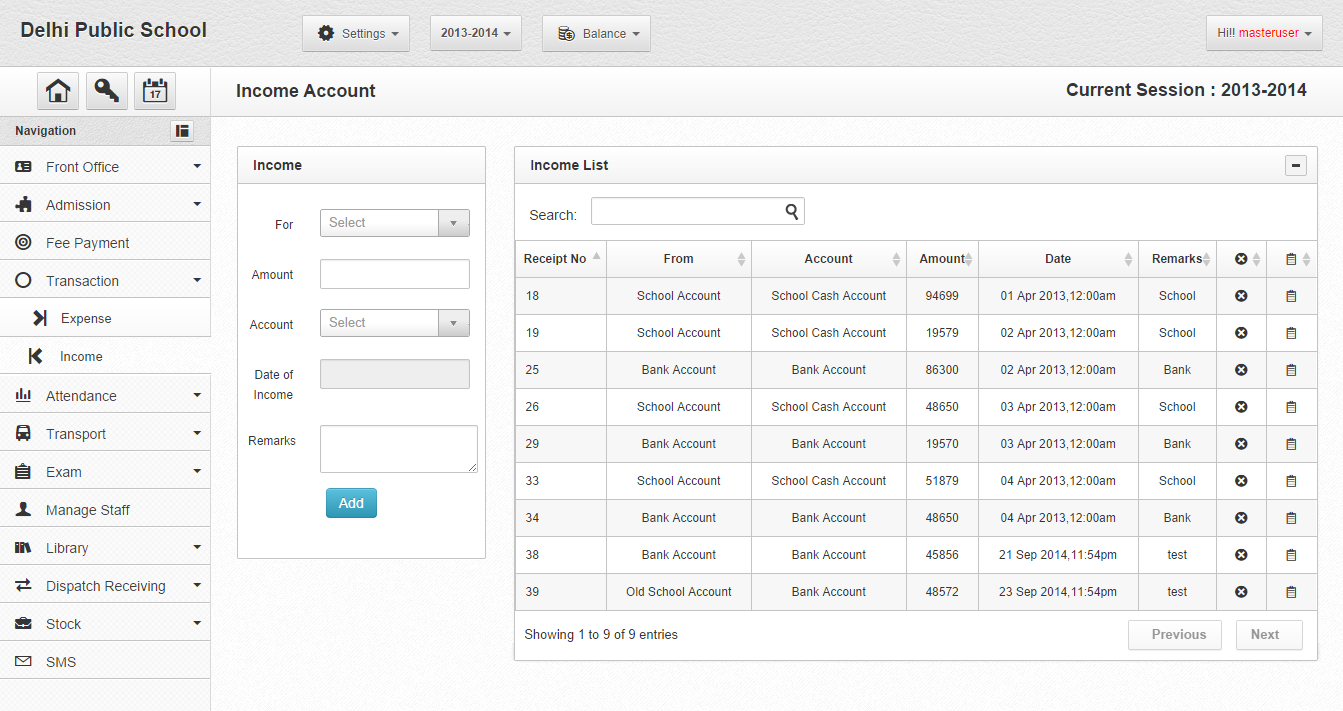 Delhi Public School
Settings
2013-2014
Balance
Hi!! masteruser
17
Income Account
Current Session : 2013-2014
Navigation
Front Office
Admission
Fee Payment
Transaction
Expense
Income
Attendance
Transport
Exam
Manage Staff
Library
Dispatch Receiving
Stock
SMS
Income
For Select
Amount
Account Select
Date of
Income
Remarks
Add
Income List
Search:
Receipt No From Account Amount Date Remarks
18 School Account School Cash Account 94699 01 Apr 2013,12:00am School
19 School Account School Cash Account 19579 02 Apr 2013,12:00am School
25 Bank Account Bank Account 86300 02 Apr 2013,12:00am Bank
26 School Account School Cash Account 48650 03 Apr 2013,12:00am School
29 Bank Account Bank Account 19570 03 Apr 2013,12:00am Bank
33 School Account School Cash Account 51879 04 Apr 2013,12:00am School
34 Bank Account Bank Account 48650 04 Apr 2013,12:00am Bank
38 Bank Account Bank Account 45856 21 Sep 2014,11:54pm test
39 Old School Account Bank Account 48572 23 Sep 2014,11:54pm test
Showing 1 to 9 of 9 entries
Previous
Next